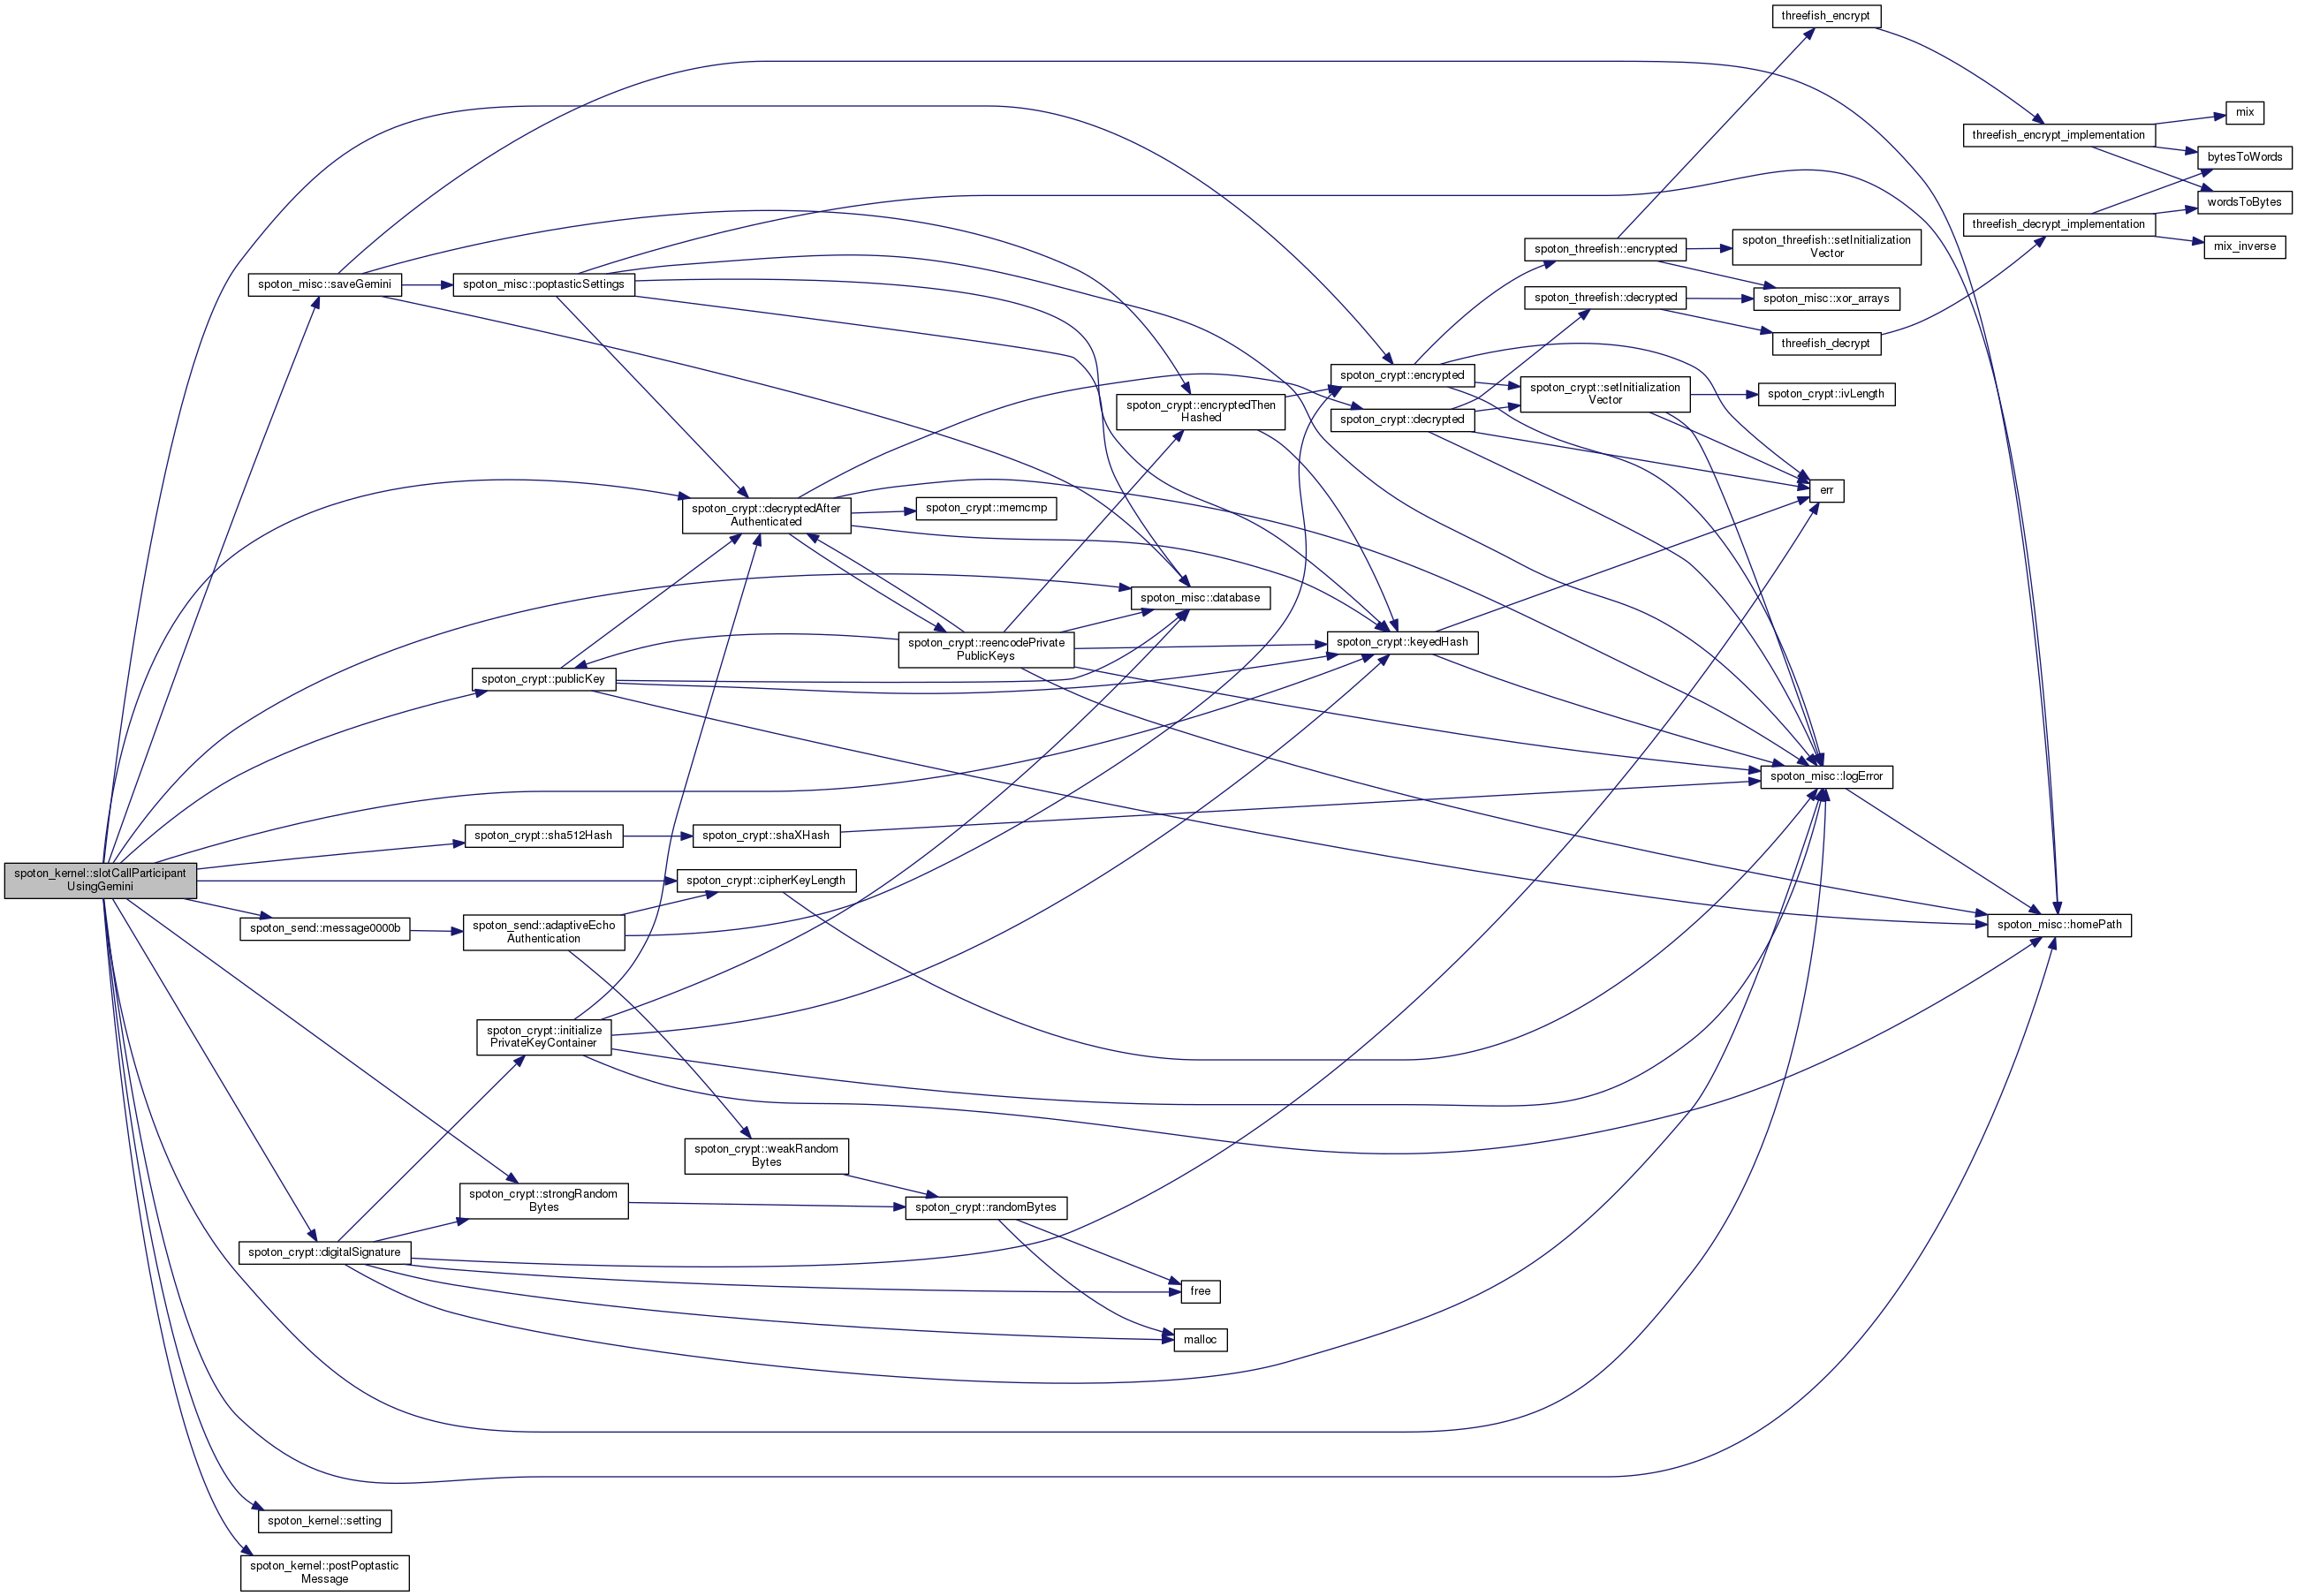 threefish_encrypt
mix
threefish_encrypt_implementation
bytesToWords
wordsToBytes
threefish_decrypt_implementation
mix_inverse
spoton_threefish::encrypted
spoton_threefish::setInitialization
Vector
spoton_misc::saveGemini
spoton_misc::poptasticSettings
spoton_threefish::decrypted
spoton_misc::xor_arrays
threefish_decrypt
spoton_crypt::encrypted
spoton_crypt::setInitialization
Vector
spoton_crypt::ivLength
spoton_crypt::encryptedThen
Hashed
spoton_crypt::decrypted
err
spoton_crypt::decryptedAfter
Authenticated
spoton_crypt::memcmp
spoton_misc::database
spoton_crypt::reencodePrivate
PublicKeys
spoton_crypt::keyedHash
spoton_crypt::publicKey
spoton_misc::logError
spoton_crypt::sha512Hash
spoton_crypt::shaXHash
spoton_kernel::slotCallParticipant
UsingGemini
spoton_crypt::cipherKeyLength
spoton_send::message0000b
spoton_send::adaptiveEcho
Authentication
spoton_misc::homePath
spoton_crypt::initialize
PrivateKeyContainer
spoton_crypt::weakRandom
Bytes
spoton_crypt::strongRandom
Bytes
spoton_crypt::randomBytes
spoton_crypt::digitalSignature
free
malloc
spoton_kernel::setting
spoton_kernel::postPoptastic
Message